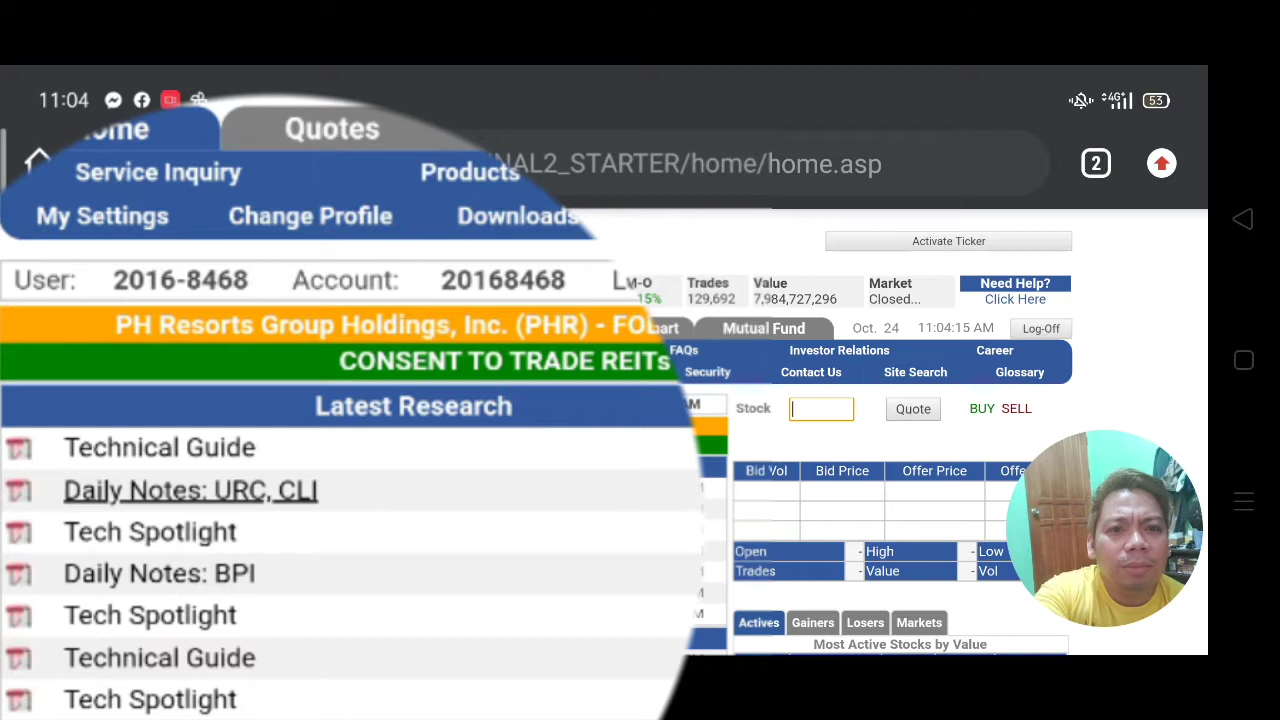 11:04
53
Quotes
NAL2_STARTER/home/home.asp
2
Service Inquiry Products
My Settings Change Profile Downloads
Activate Ticker
User: 2016-8468 Account: 20168468
Trades Value Market Need Help?
15% 129,692 7,984,727,296 Closed... Click Here
PH Resorts Group Holdings, Inc. (PHR) -
Mutual Fund Oct. 24 11:04:15 AM Log-Off
FAQs Investor Relations Career
CONSENT TO TRADE REITs
Security Contact Us Site Search Glossary
Latest Research
Stock Quote BUY SELL
Technical Guide
Daily Notes: URC, CLI
Tech Spotlight
Daily Notes: BPI
Tech Spotlight
Technical Guide
Tech Spotlight
Bid Vol Bid Price Offer Price
Open - High - Low
Trades - Value - Vol
Actives Gainers Losers Markets
Most Active Stocks by Value